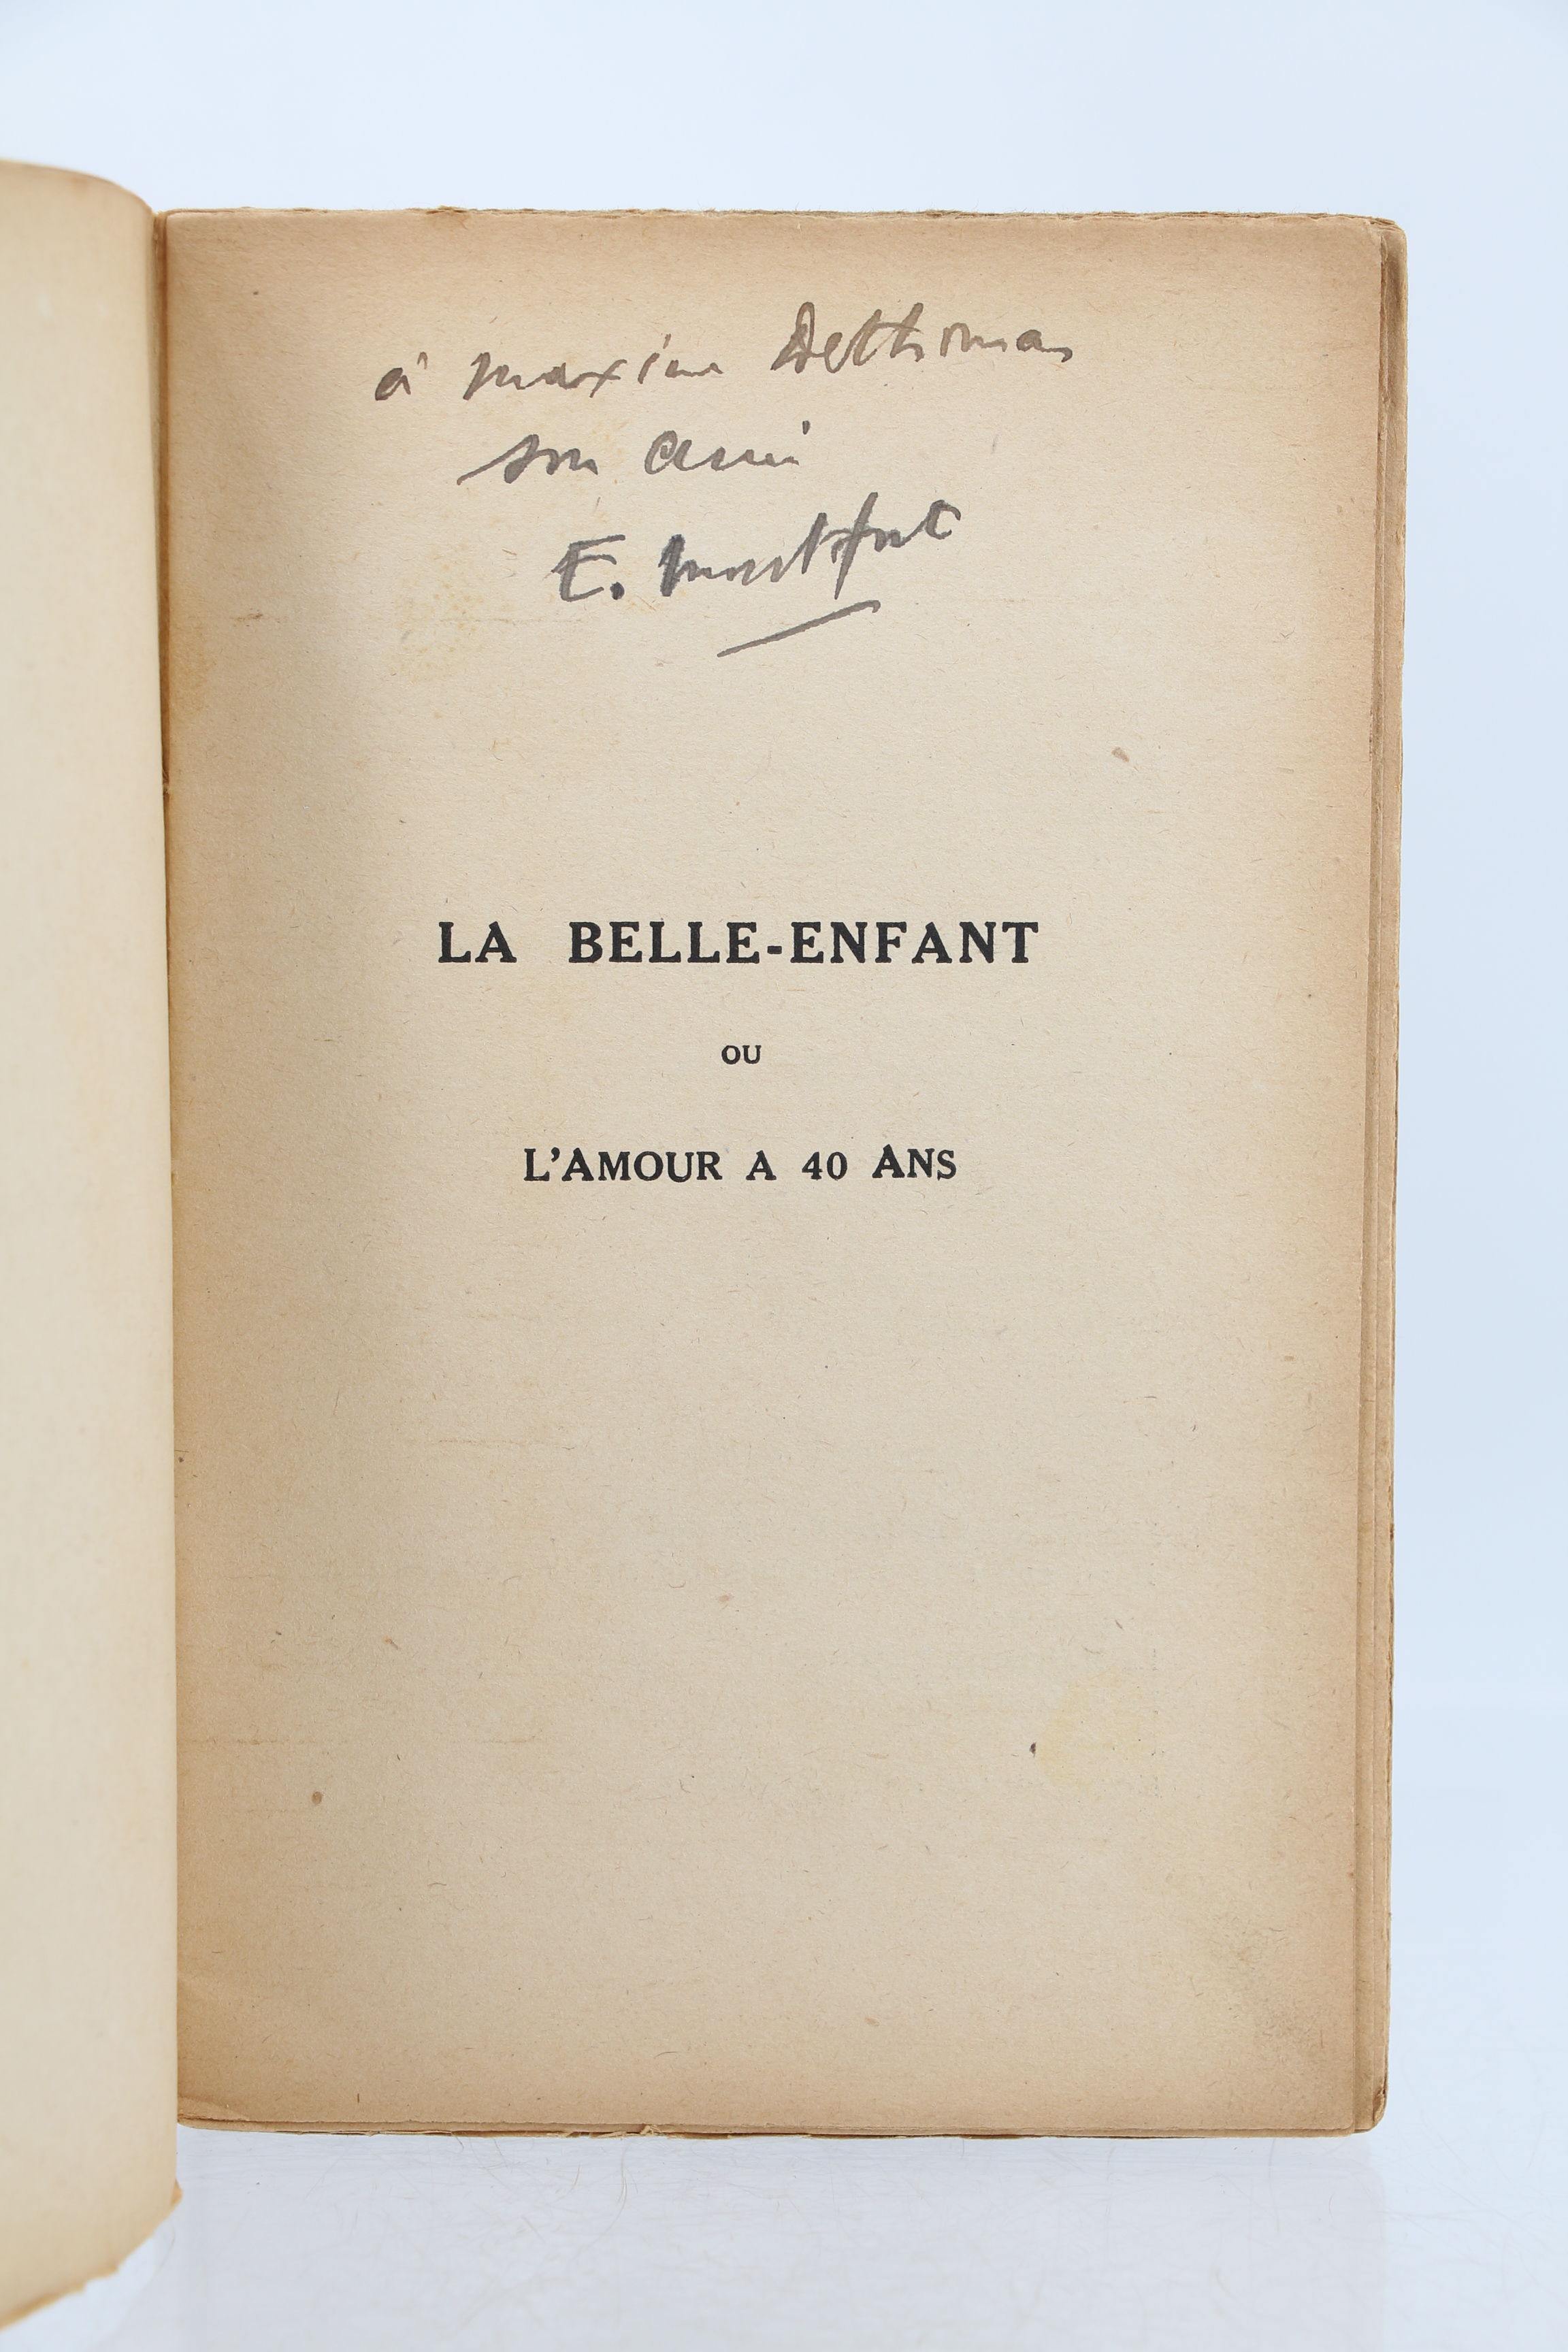 à Maxime Dethomas
son ami
E. Montfort
LA BELLE-ENFANT
OU
L'AMOUR A 40 ANS